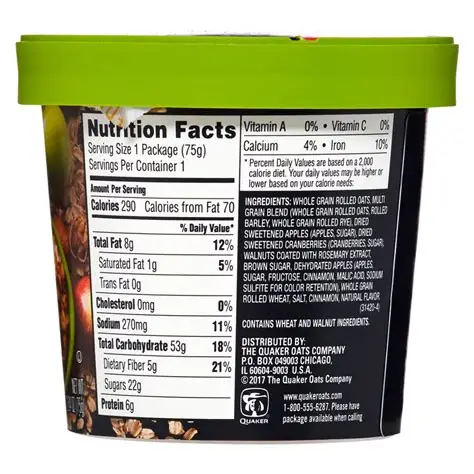 Nutrition Facts
Serving Size 1 Package (75g)
Servings Per Container 1
Amount Per Serving
Calories 290 Calories from Fat 70
% Daily Value*
Total Fat 8g 12%
Saturated Fat 1g 5%
Trans Fat 0g
Cholesterol 0mg 0%
Sodium 270mg 11%
Total Carbohydrate 53g 18%
Dietary Fiber 5g 21%
Sugars 22g
Protein 6g
Vitamin A 0% • Vitamin C 0%
Calcium 4% • Iron 10%
* Percent Daily Values are based on a 2,000
calorie diet. Your daily values may be higher or
lower based on your calorie needs:
INGREDIENTS: WHOLE GRAIN ROLLED OATS, MULTI
GRAIN BLEND (WHOLE GRAIN ROLLED OATS, ROLLED
BARLEY, WHOLE GRAIN ROLLED RYE), DRIED
SWEETENED APPLES (APPLES, SUGAR), DRIED
SWEETENED CRANBERRIES (CRANBERRIES, SUGAR),
WALNUTS COATED WITH ROSEMARY EXTRACT,
BROWN SUGAR, DEHYDRATED APPLES (APPLES,
SUGAR, FRUCTOSE, CINNAMON, MALIC ACID, SODIUM
SULFITE FOR COLOR RETENTION), WHOLE GRAIN
ROLLED WHEAT, SALT, CINNAMON, NATURAL FLAVOR.
(31420-4)
CONTAINS WHEAT AND WALNUT INGREDIENTS.
DISTRIBUTED BY:
THE QUAKER OATS COMPANY
P.O. BOX 049003 CHICAGO,
IL 60604-9003 U.S.A.
©2017 The Quaker Oats Company
QUAKER
www.quakeroats.com
1-800-555-6287. Please have
package available when calling
NET WT